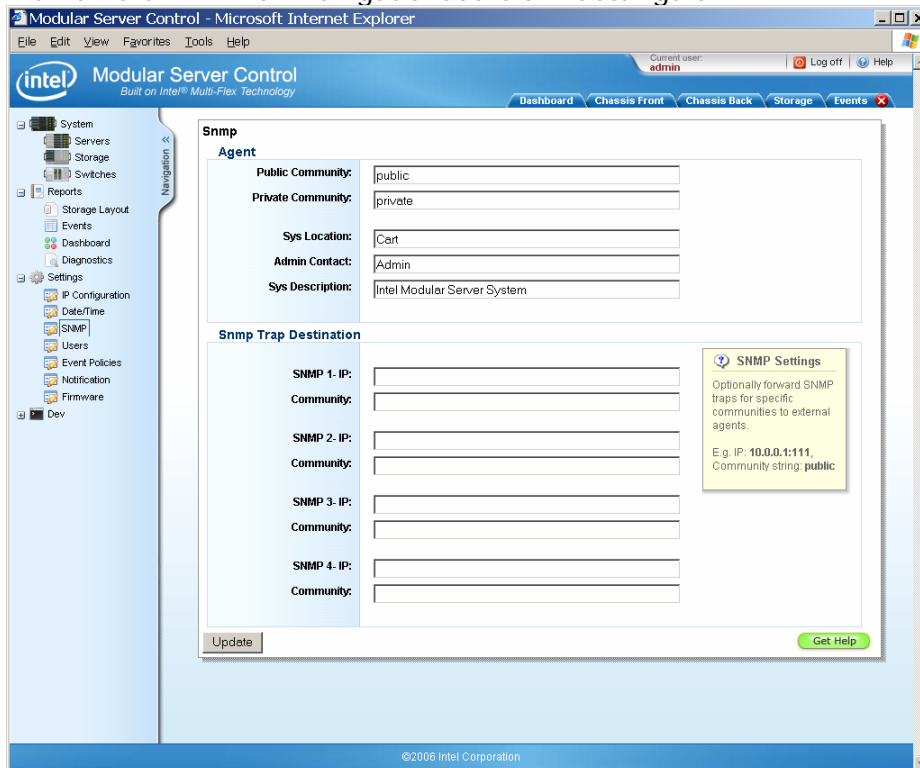 Modular Server Control - Microsoft Internet Explorer
File Edit View Favorites Tools Help
intel
Modular Server Control
Built on Intel® Multi-Flex Technology
Current user:
admin
Log off
Help
Dashboard
Chassis Front
Chassis Back
Storage
Events
System
Servers
Storage
Switches
Reports
Storage Layout
Events
Dashboard
Diagnostics
Settings
IP Configuration
Date/Time
SNMP
Users
Event Policies
Notification
Firmware
Dev
« Navigation
Snmp
Agent
Public Community: public
Private Community: private
Sys Location: Cart
Admin Contact: Admin
Sys Description: Intel Modular Server System
Snmp Trap Destination
SNMP 1- IP:
Community:
SNMP 2- IP:
Community:
SNMP 3- IP:
Community:
SNMP 4- IP:
Community:
SNMP Settings
Optionally forward SNMP
traps for specific
communities to external
agents.
E.g. IP: 10.0.0.1:111,
Community string: public
Update
Get Help
©2006 Intel Corporation